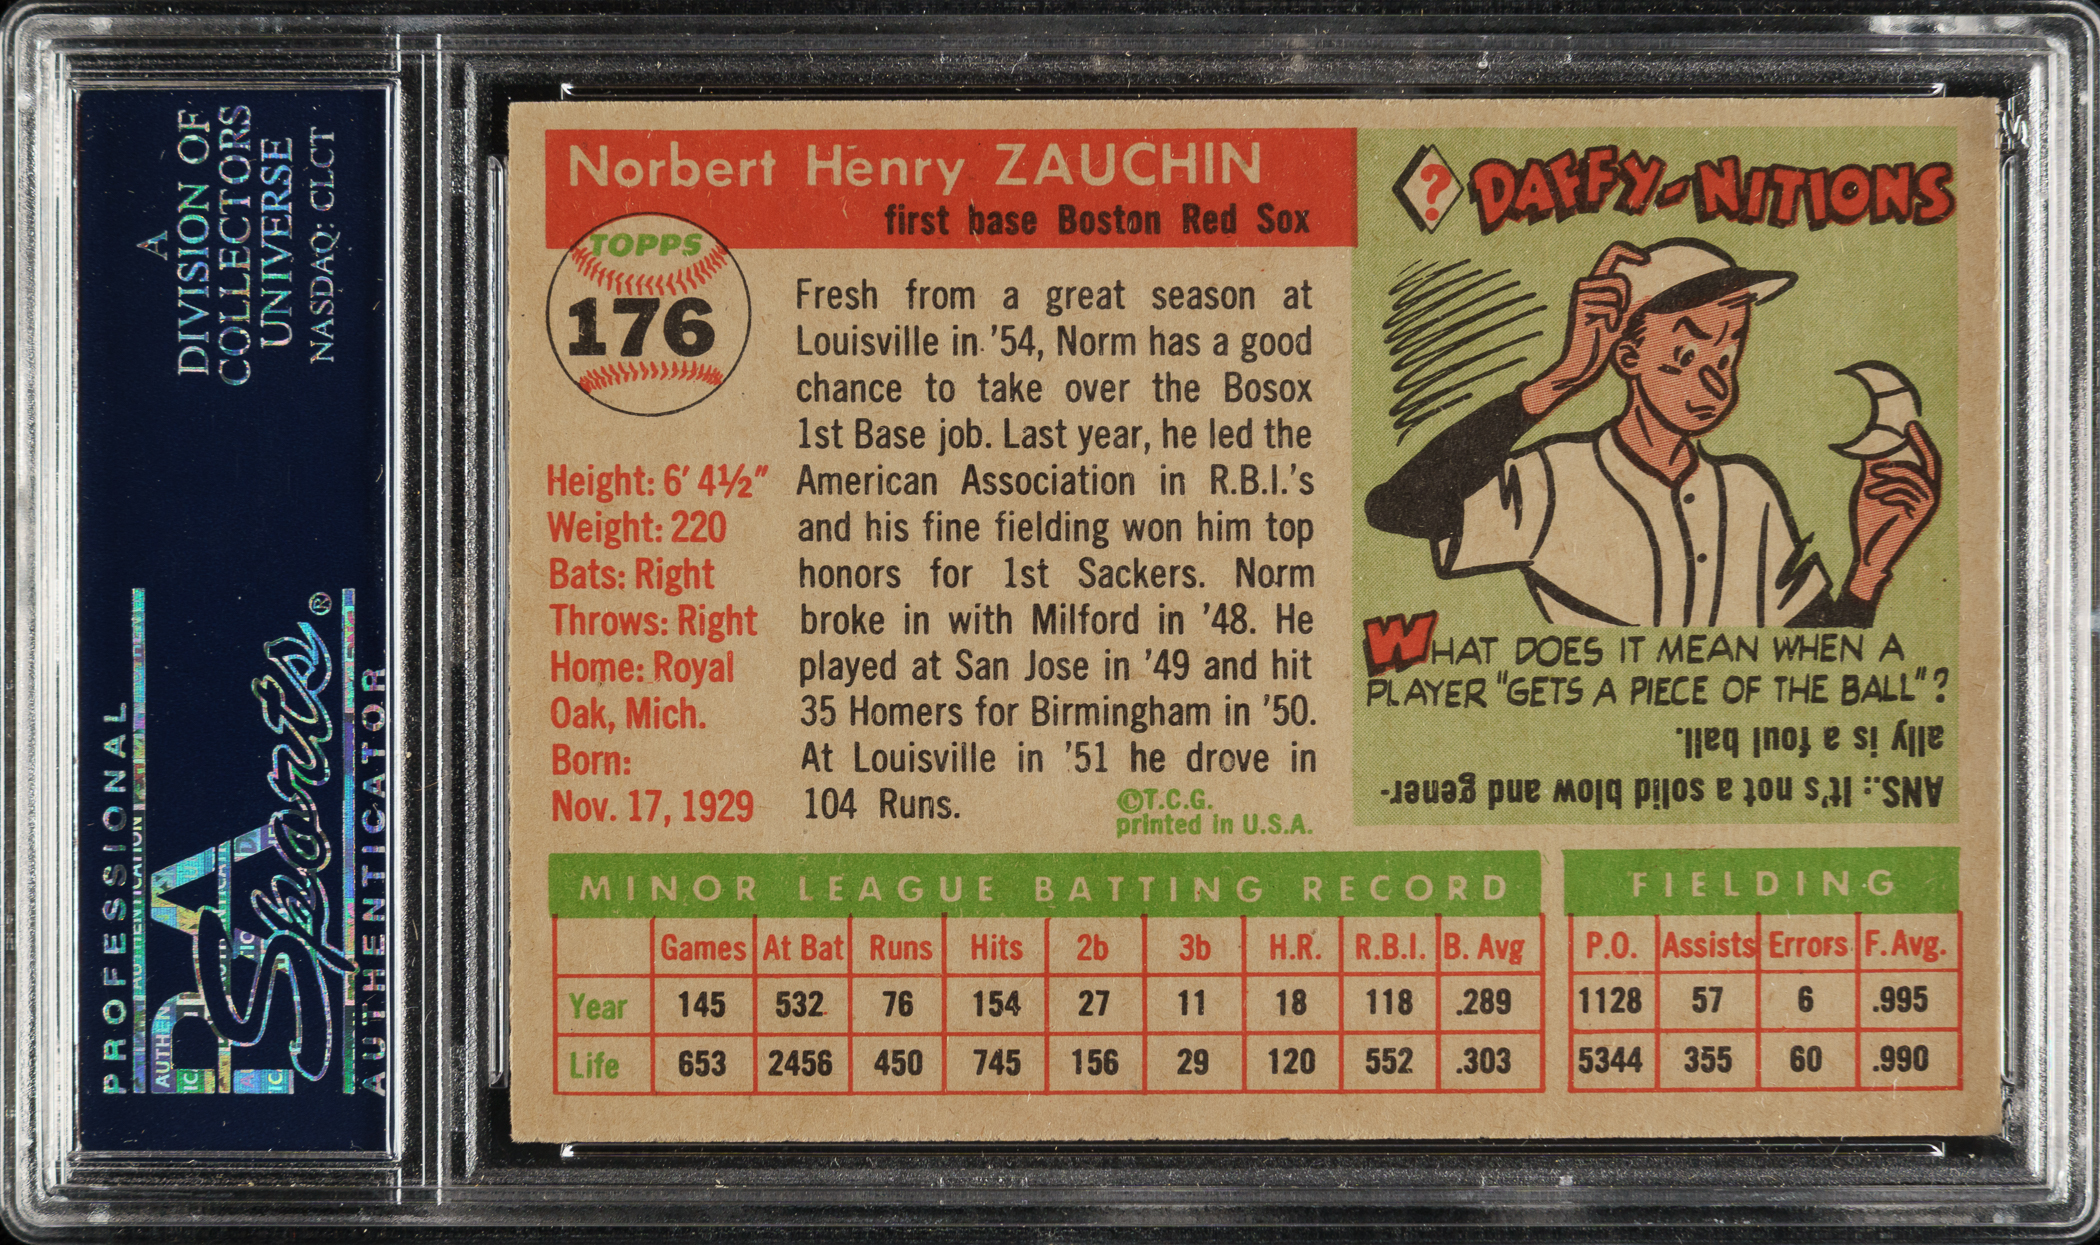 A
DIVISION OF
COLLECTORS
UNIVERSE
NASDAQ: CLCT
PROFESSIONAL
PSA
Sports®
AUTHENTICATOR
Norbert Henry ZAUCHIN
first base Boston Red Sox
TOPPS
176
Height: 6' 4½"
Weight: 220
Bats: Right
Throws: Right
Home: Royal
Oak, Mich.
Born:
Nov. 17, 1929
Fresh from a great season at
Louisville in '54, Norm has a good
chance to take over the Bosox
1st Base job. Last year, he led the
American Association in R.B.I.'s
and his fine fielding won him top
honors for 1st Sackers. Norm
broke in with Milford in '48. He
played at San Jose in '49 and hit
35 Homers for Birmingham in '50.
At Louisville in '51 he drove in
104 Runs.
©T.C.G.
printed in U.S.A.
? DAFFY-NITIONS
WHAT DOES IT MEAN WHEN A
PLAYER "GETS A PIECE OF THE BALL"?
ANS.: It's not a solid blow and gener-
ally is a foul ball.
MINOR LEAGUE BATTING RECORD
Games At Bat Runs Hits 2b 3b H.R. R.B.I. B. Avg
Year 145 532 76 154 27 11 18 118 .289
Life 653 2456 450 745 156 29 120 552 .303
FIELDING
P.O. Assists Errors F. Avg.
1128 57 6 .995
5344 355 60 .990